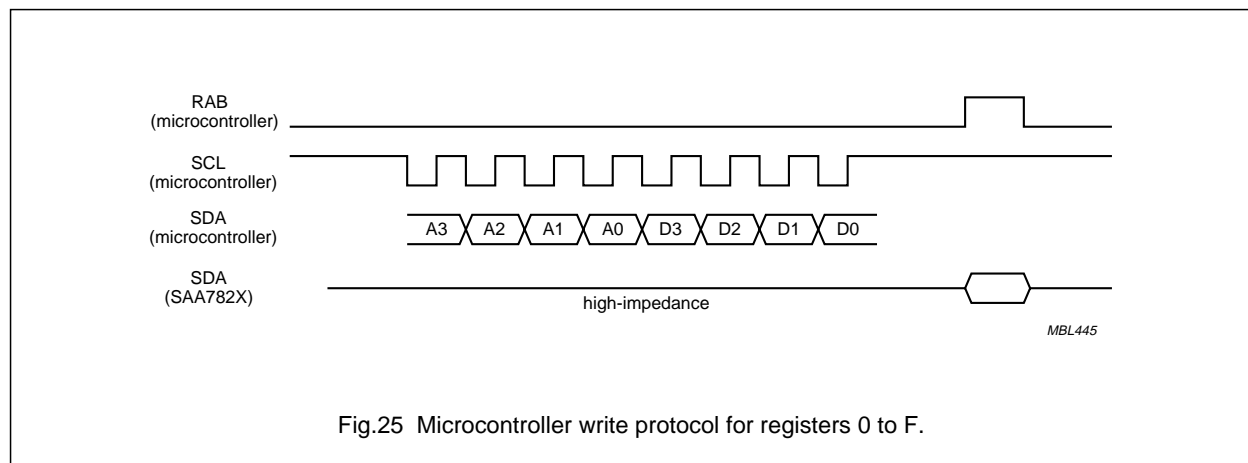 RAB
(microcontroller)
SCL
(microcontroller)
SDA
(microcontroller)
A3 A2 A1 A0 D3 D2 D1 D0
SDA
(SAA782X)
high-impedance
MBL445
Fig.25 Microcontroller write protocol for registers 0 to F.